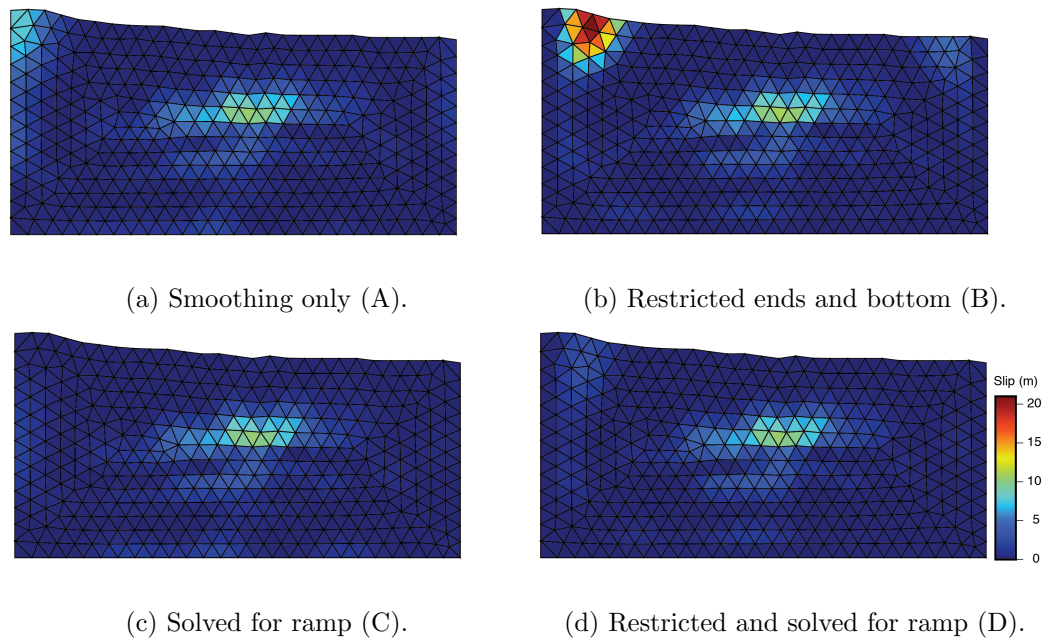 (a) Smoothing only (A).
(b) Restricted ends and bottom (B).
Slip (m)
20
15
10
5
0
(c) Solved for ramp (C).
(d) Restricted and solved for ramp (D).